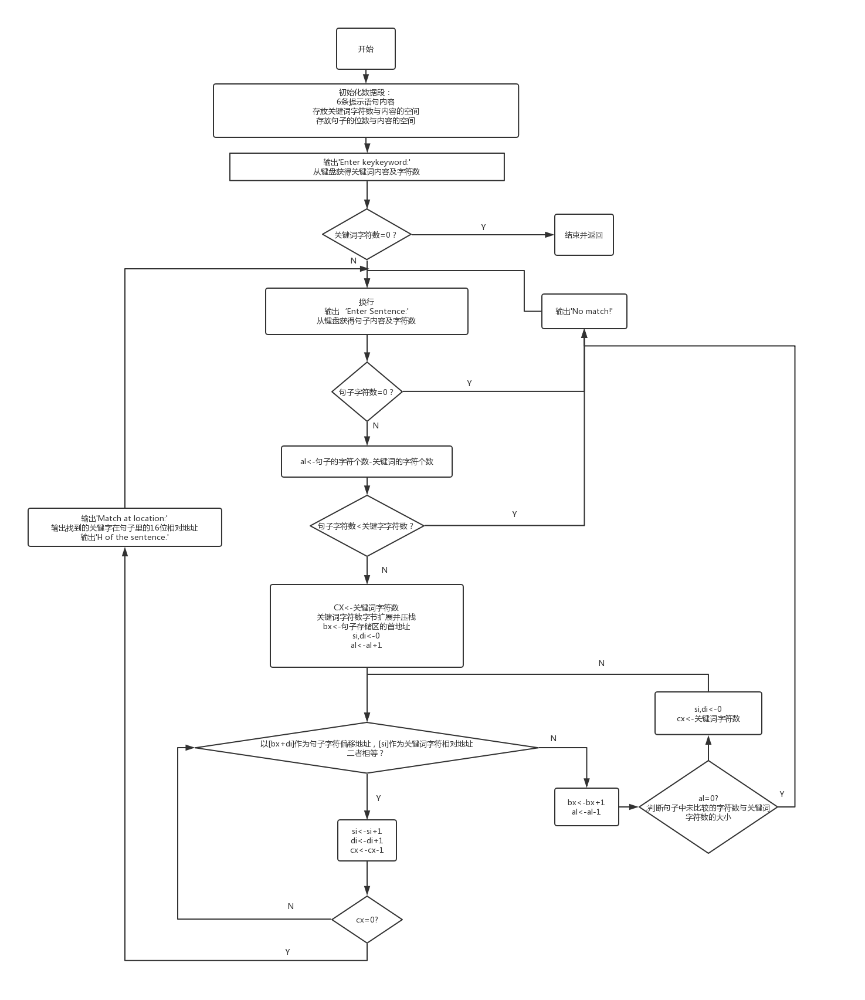 开始
初始化数据段：
6条提示语句内容
存放关键词字符数与内容的空间
存放句子的位数与内容的空间
输出'Enter keykeyword:'
从键盘获得关键词内容及字符数
关键词字符数=0？
Y
结束并返回
N
换行
输出 ‘Enter Sentence:'
从键盘获得句子内容及字符数
输出'No match!'
句子字符数=0？
Y
N
al<-句子的字符个数-关键词的字符个数
句子字符数<关键字字符数？
Y
N
输出'Match at location:'
输出找到的关键字在句子里的16位相对地址
输出'H of the sentence.'
CX<-关键词字符数
关键词字符数字节扩展并压栈
bx<-句子存储区的首地址
si,di<-0
al<-al+1
N
si,di<-0
cx<-关键词字符数
以[bx+di]作为句子字符偏移地址，[si]作为关键词字符相对地址
二者相等？
N
Y
bx<-bx+1
al<-al-1
al=0?
;判断句子中未比较的字符数与关键词
字符数的大小
Y
si<-si+1
di<-di+1
cx<-cx-1
N
cx=0?
Y